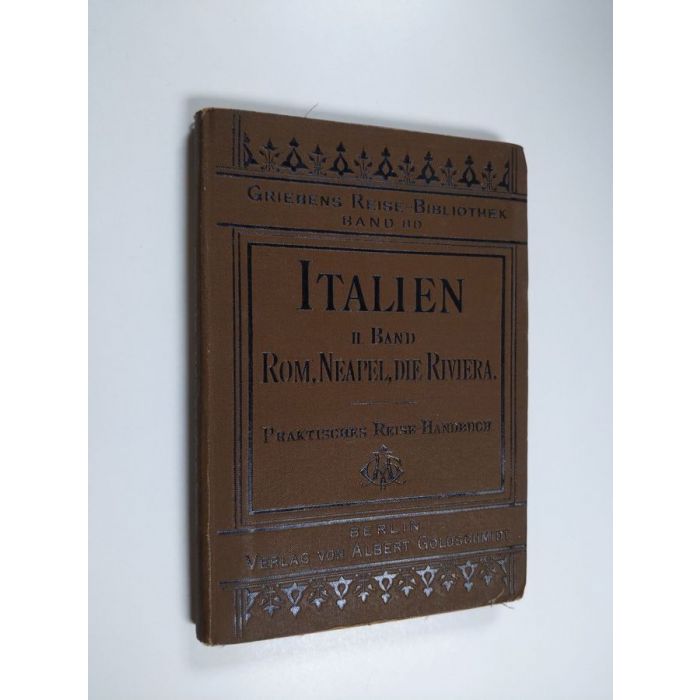 GRIEBENS REISE-BIBLIOTHEK
BAND 110
ITALIEN
II. BAND
ROM, NEAPEL, DIE RIVIERA.
PRAKTISCHES REISE-HANDBUCH
BERLIN
VERLAG VON ALBERT GOLDSCHMIDT